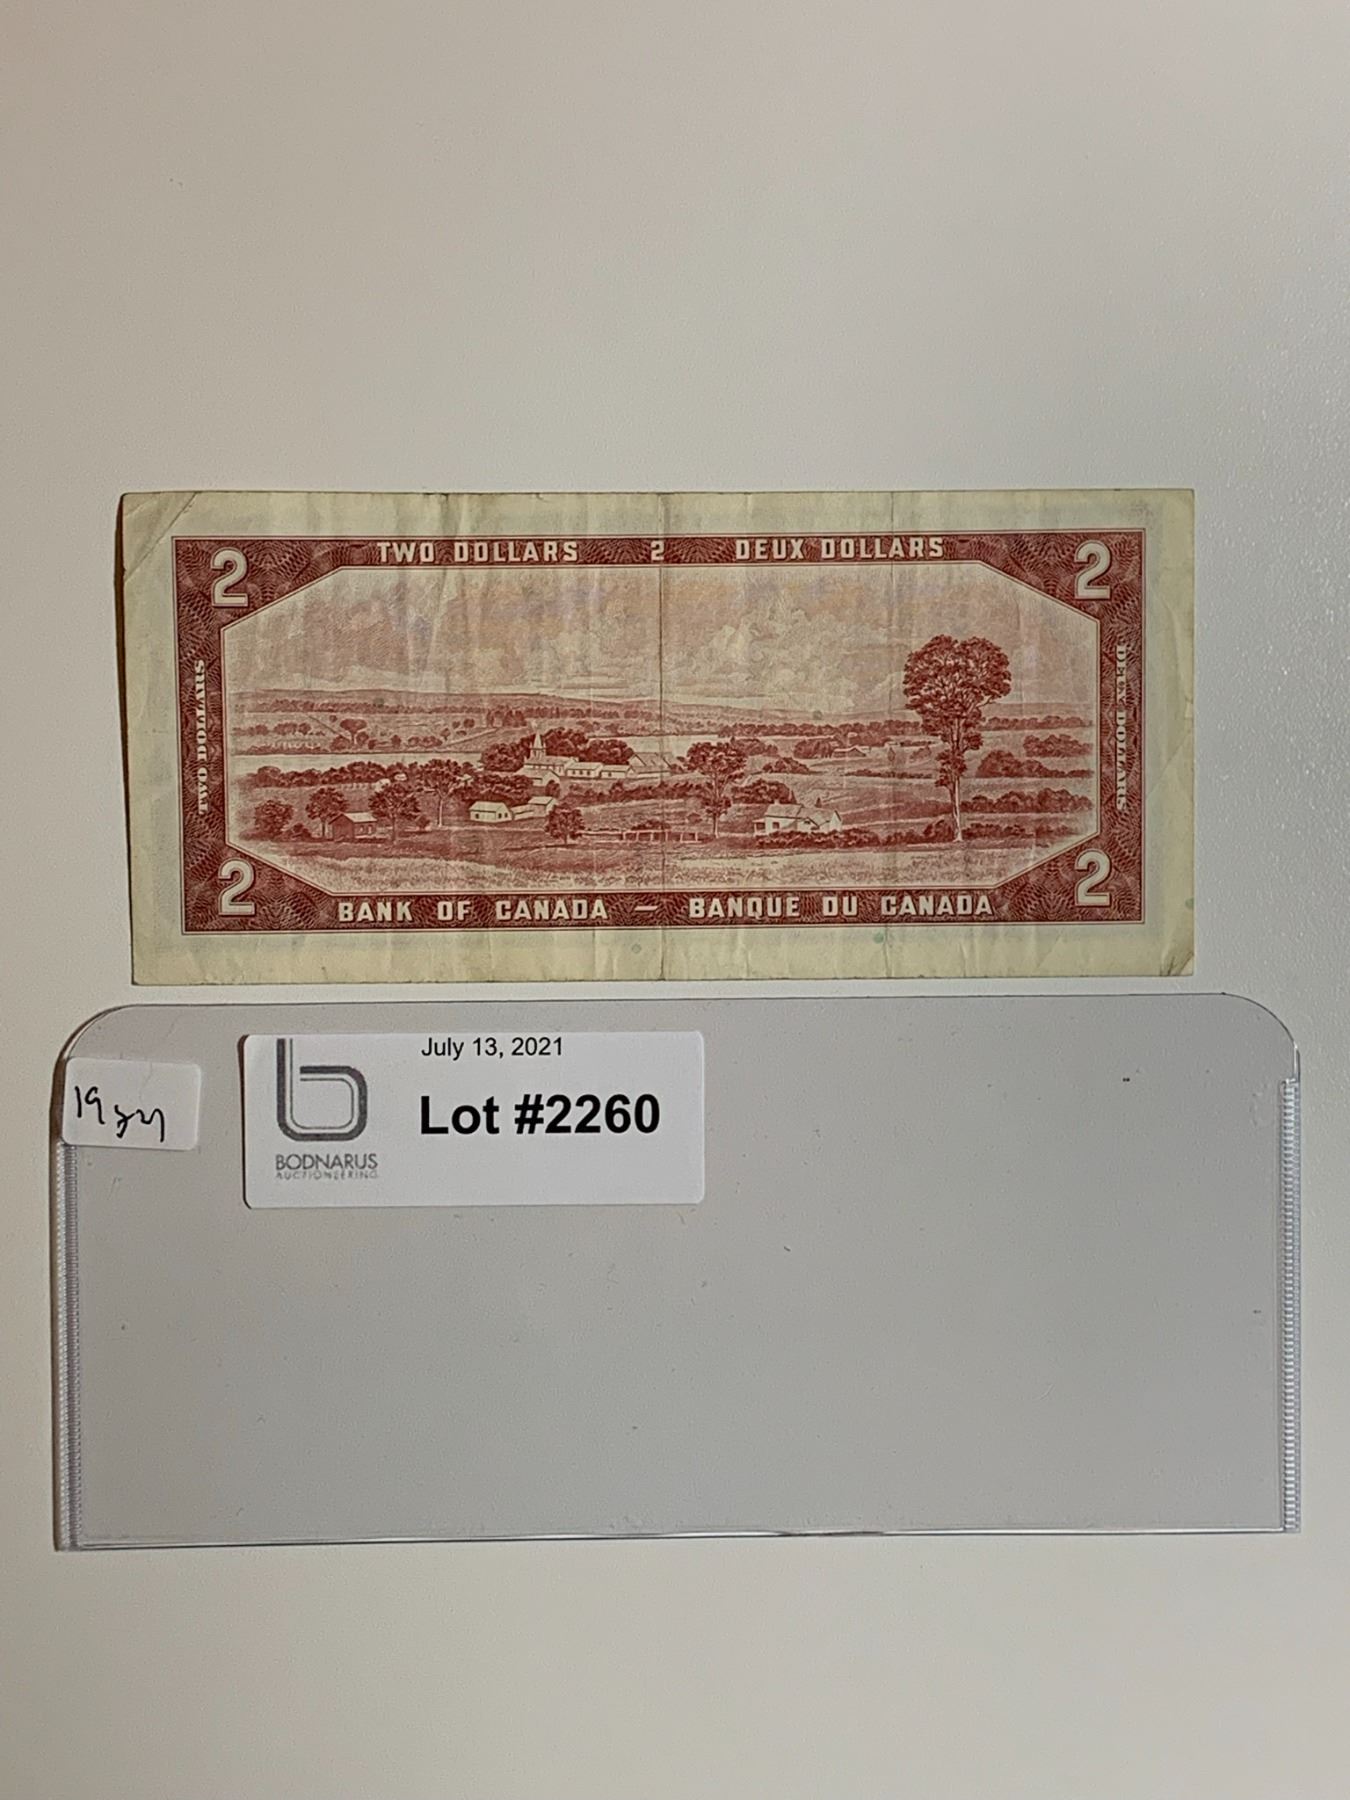 2 TWO DOLLARS 2 DEUX DOLLARS 2
TWO DOLLARS
DEUX DOLLARS
2 BANK OF CANADA — BANQUE DU CANADA 2
July 13, 2021
Lot #2260
BODNARUS
AUCTIONEERING